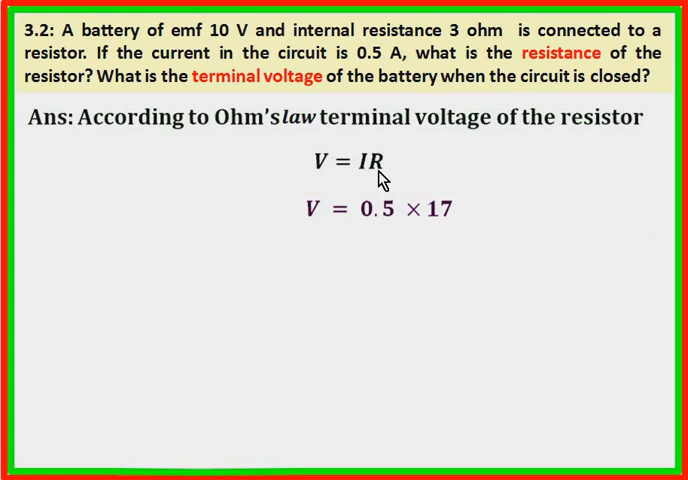 3.2: A battery of emf 10 V and internal resistance 3 ohm is connected to a
resistor. If the current in the circuit is 0.5 A, what is the resistance of the
resistor? What is the terminal voltage of the battery when the circuit is closed?
Ans: According to Ohm's law terminal voltage of the resistor
V = IR
V = 0.5 × 17